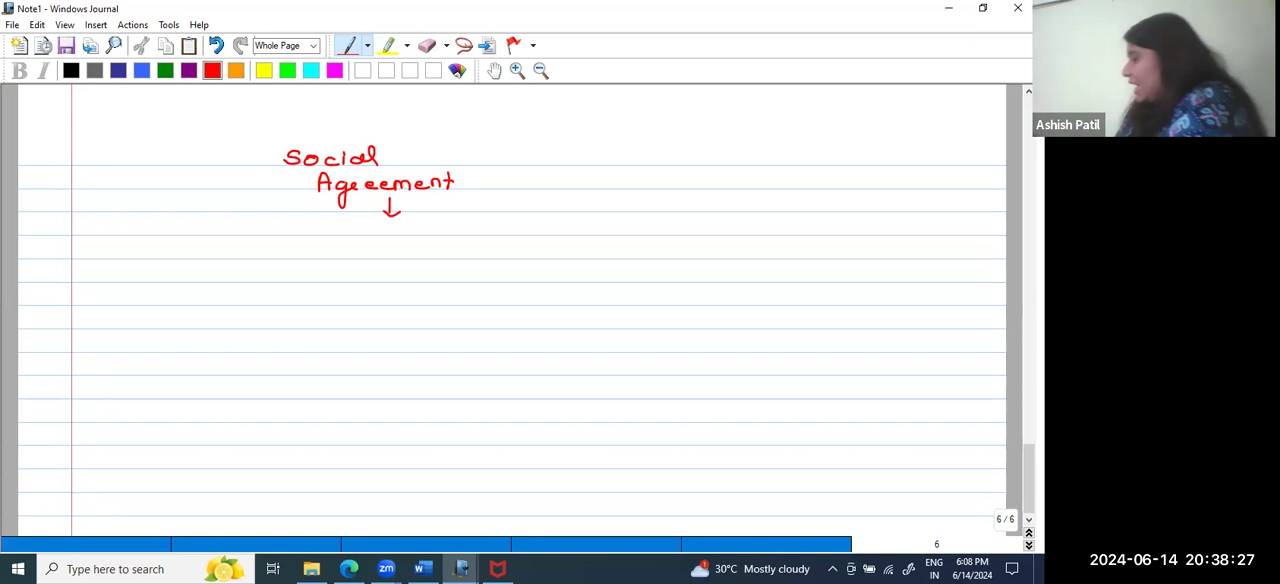 Note1 - Windows Journal
File Edit View Insert Actions Tools Help
Whole Page
B I
Ashish Patil
Social
Agreement
6 / 6
6
Type here to search
zm
W
30°C Mostly cloudy
ENG
IN
6:08 PM
6/14/2024
2024-06-14 20:38:27